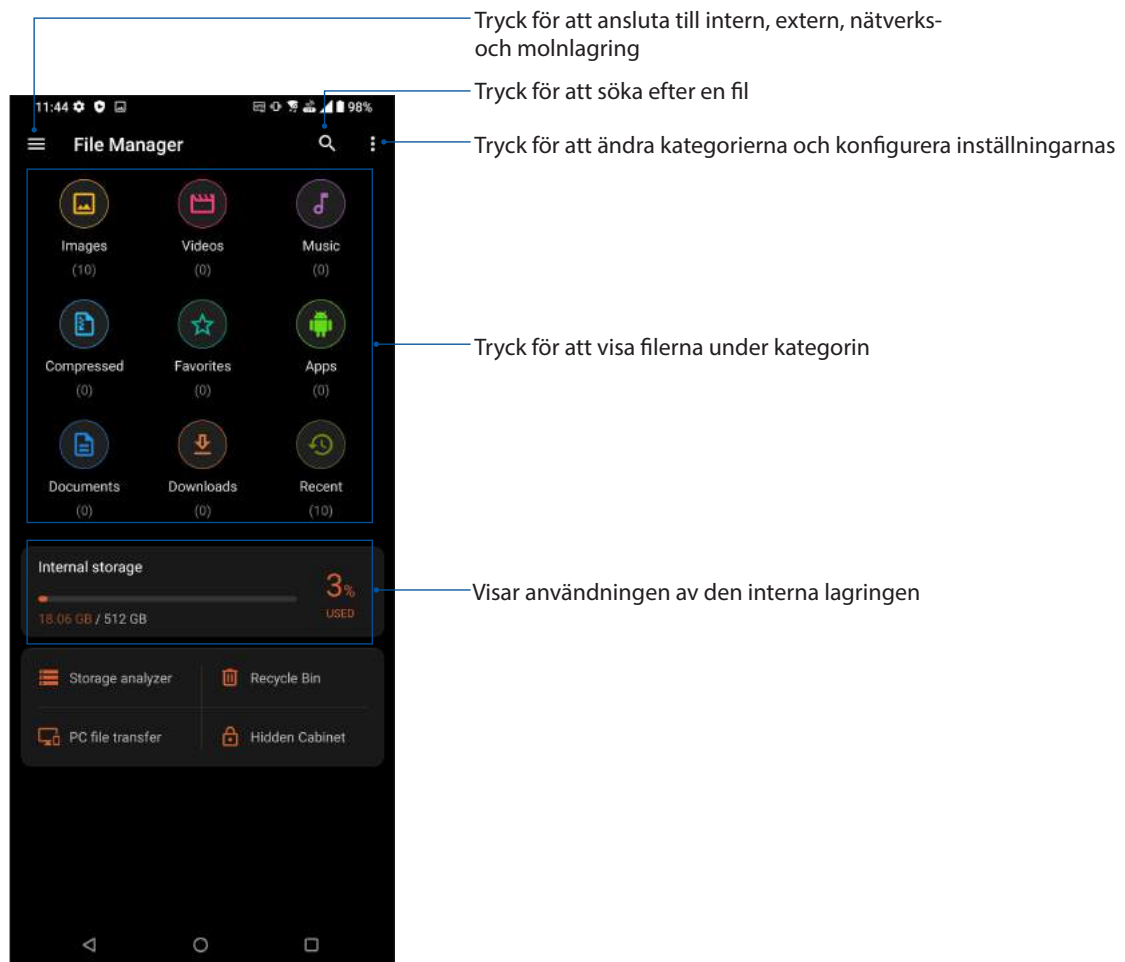 Tryck för att ansluta till intern, extern, nätverks-
och molnlagring
Tryck för att söka efter en fil
11:44 98%
File Manager
Tryck för att ändra kategorierna och konfigurera inställningarnas
Images Videos Music
(10) (0) (0)
Tryck för att visa filerna under kategorin
Compressed Favorites Apps
(0) (0) (0)
Documents Downloads Recent
(0) (0) (10)
Internal storage
3%
USED
18.06 GB / 512 GB
Visar användningen av den interna lagringen
Storage analyzer Recycle Bin
PC file transfer Hidden Cabinet